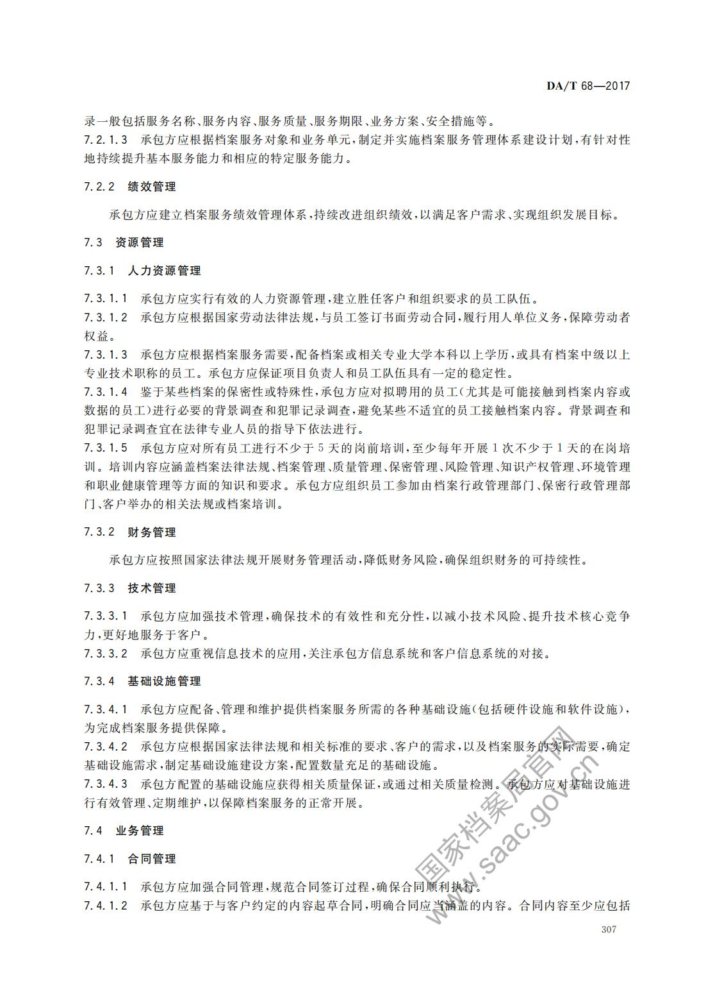 DA/T 68—2017
录一般包括服务名称、服务内容、服务质量、服务期限、业务方案、安全措施等。
7.2.1.3 承包方应根据档案服务对象和业务单元,制定并实施档案服务管理体系建设计划,有针对性
地持续提升基本服务能力和相应的特定服务能力。
7.2.2 绩效管理
承包方应建立档案服务绩效管理体系,持续改进组织绩效,以满足客户需求、实现组织发展目标。
7.3 资源管理
7.3.1 人力资源管理
7.3.1.1 承包方应实行有效的人力资源管理,建立胜任客户和组织要求的员工队伍。
7.3.1.2 承包方应根据国家劳动法律法规,与员工签订书面劳动合同,履行用人单位义务,保障劳动者
权益。
7.3.1.3 承包方应根据档案服务需要,配备档案或相关专业大学本科以上学历,或具有档案中级以上
专业技术职称的员工。承包方应保证项目负责人和员工队伍具有一定的稳定性。
7.3.1.4 鉴于某些档案的保密性或特殊性,承包方应对拟聘用的员工(尤其是可能接触到档案内容或
数据的员工)进行必要的背景调查和犯罪记录调查,避免某些不适宜的员工接触档案内容。背景调查和
犯罪记录调查宜在法律专业人员的指导下依法进行。
7.3.1.5 承包方应对所有员工进行不少于 5 天的岗前培训,至少每年开展 1 次不少于 1 天的在岗培
训。培训内容应涵盖档案法律法规、档案管理、质量管理、保密管理、风险管理、知识产权管理、环境管理
和职业健康管理等方面的知识和要求。承包方应组织员工参加由档案行政管理部门、保密行政管理部
门、客户举办的相关法规或档案培训。
7.3.2 财务管理
承包方应按照国家法律法规开展财务管理活动,降低财务风险,确保组织财务的可持续性。
7.3.3 技术管理
7.3.3.1 承包方应加强技术管理,确保技术的有效性和充分性,以减小技术风险、提升技术核心竞争
力,更好地服务于客户。
7.3.3.2 承包方应重视信息技术的应用,关注承包方信息系统和客户信息系统的对接。
7.3.4 基础设施管理
7.3.4.1 承包方应配备、管理和维护提供档案服务所需的各种基础设施(包括硬件设施和软件设施),
为完成档案服务提供保障。
7.3.4.2 承包方应根据国家法律法规和相关标准的要求、客户的需求,以及档案服务的实际需要,确定
基础设施需求,制定基础设施建设方案,配置数量充足的基础设施。
7.3.4.3 承包方配置的基础设施应获得相关质量保证,或通过相关质量检测。承包方应对基础设施进
行有效管理、定期维护,以保障档案服务的正常开展。
7.4 业务管理
7.4.1 合同管理
7.4.1.1 承包方应加强合同管理,规范合同签订过程,确保合同顺利执行。
7.4.1.2 承包方应基于与客户约定的内容起草合同,明确合同应当涵盖的内容。合同内容至少应包括
国家档案局官网
www.saac.gov.cn
307